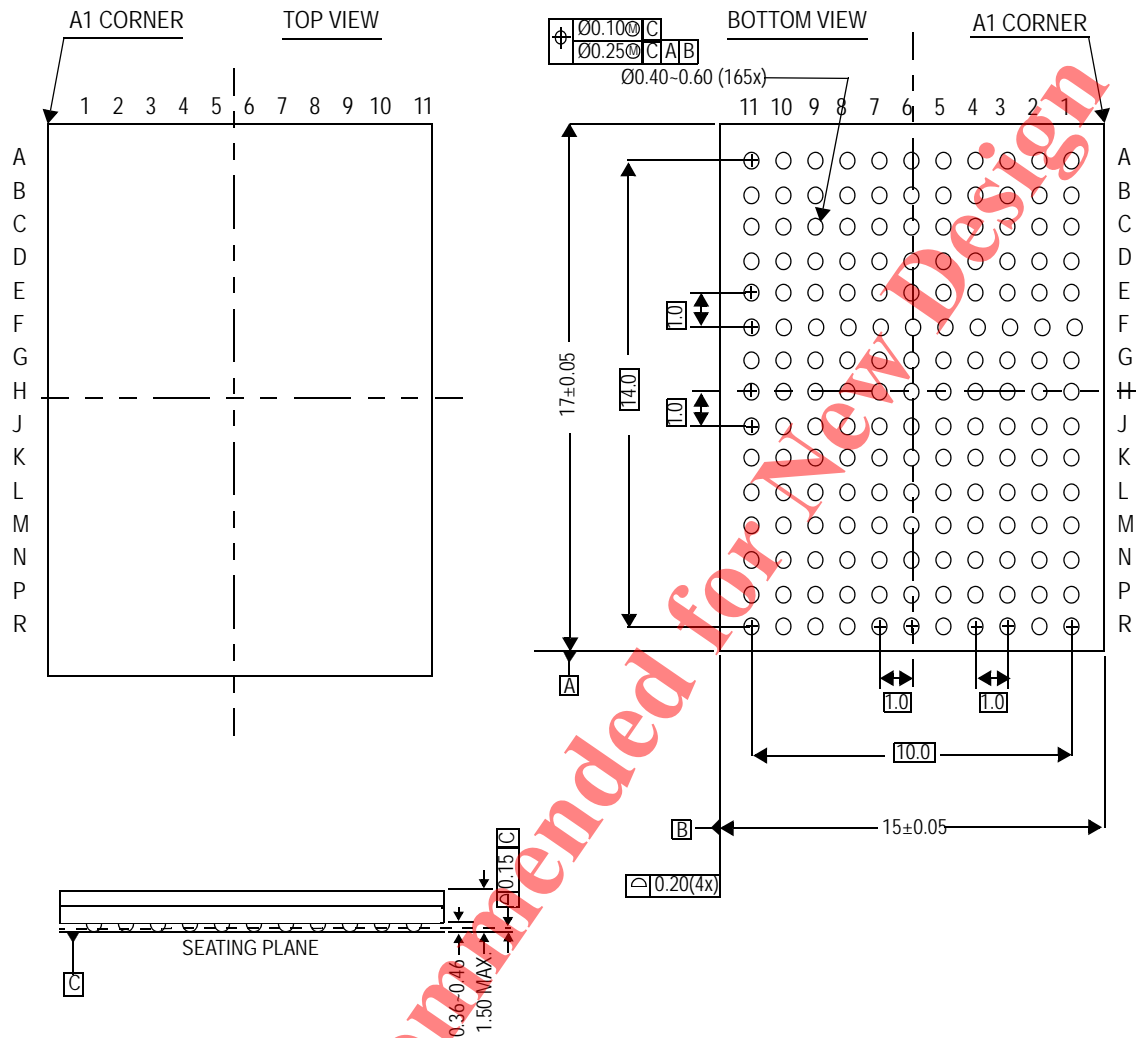 A1 CORNER
TOP VIEW
1 2 3 4 5 6 7 8 9 10 11
A
B
C
D
E
F
G
H
J
K
L
M
N
P
R
Ø0.10Ⓜ C
Ø0.25Ⓜ C A B
Ø0.40~0.60 (165x)
BOTTOM VIEW
A1 CORNER
11 10 9 8 7 6 5 4 3 2 1
A
B
C
D
E
F
G
H
J
K
L
M
N
P
R
17±0.05
14.0
1.0
1.0
A
1.0
1.0
10.0
B
15±0.05
0.20(4x)
0.15 C
SEATING PLANE
C
0.36~0.46
1.50 MAX.
mmended for New Design